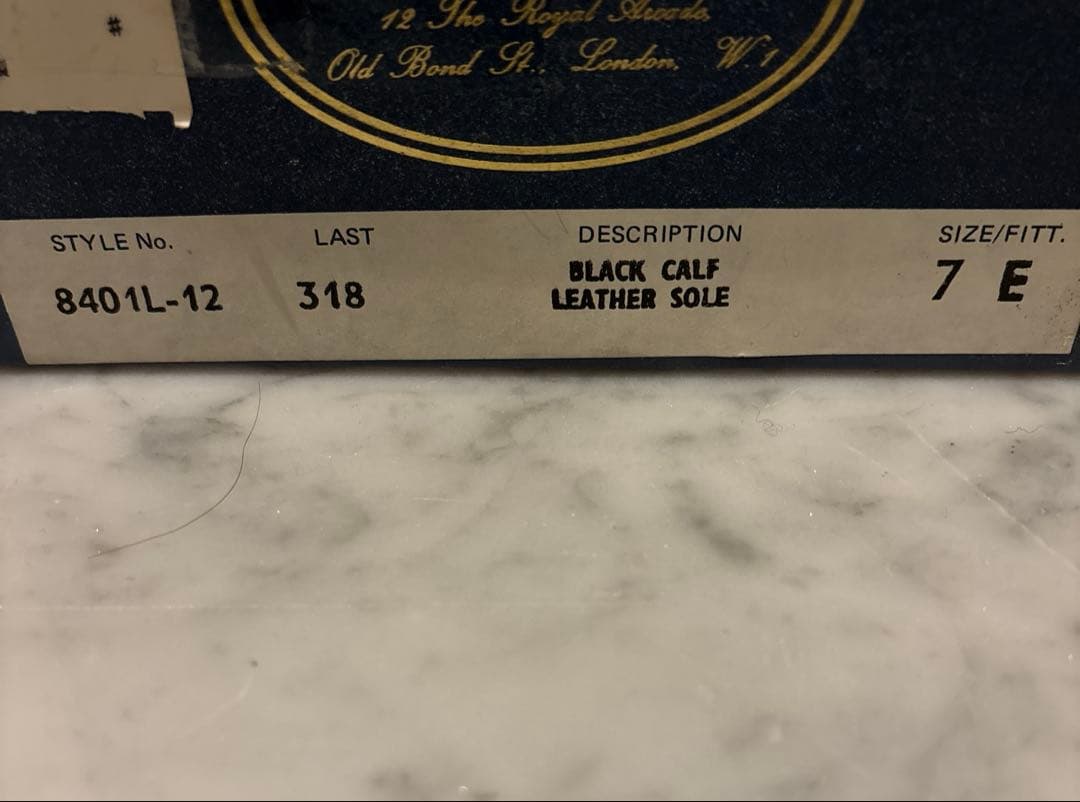 #
12 The Royal Arcade,
Old Bond St., London, W.1
STYLE No. LAST DESCRIPTION SIZE/FITT.
8401L-12 318 BLACK CALF LEATHER SOLE 7 E